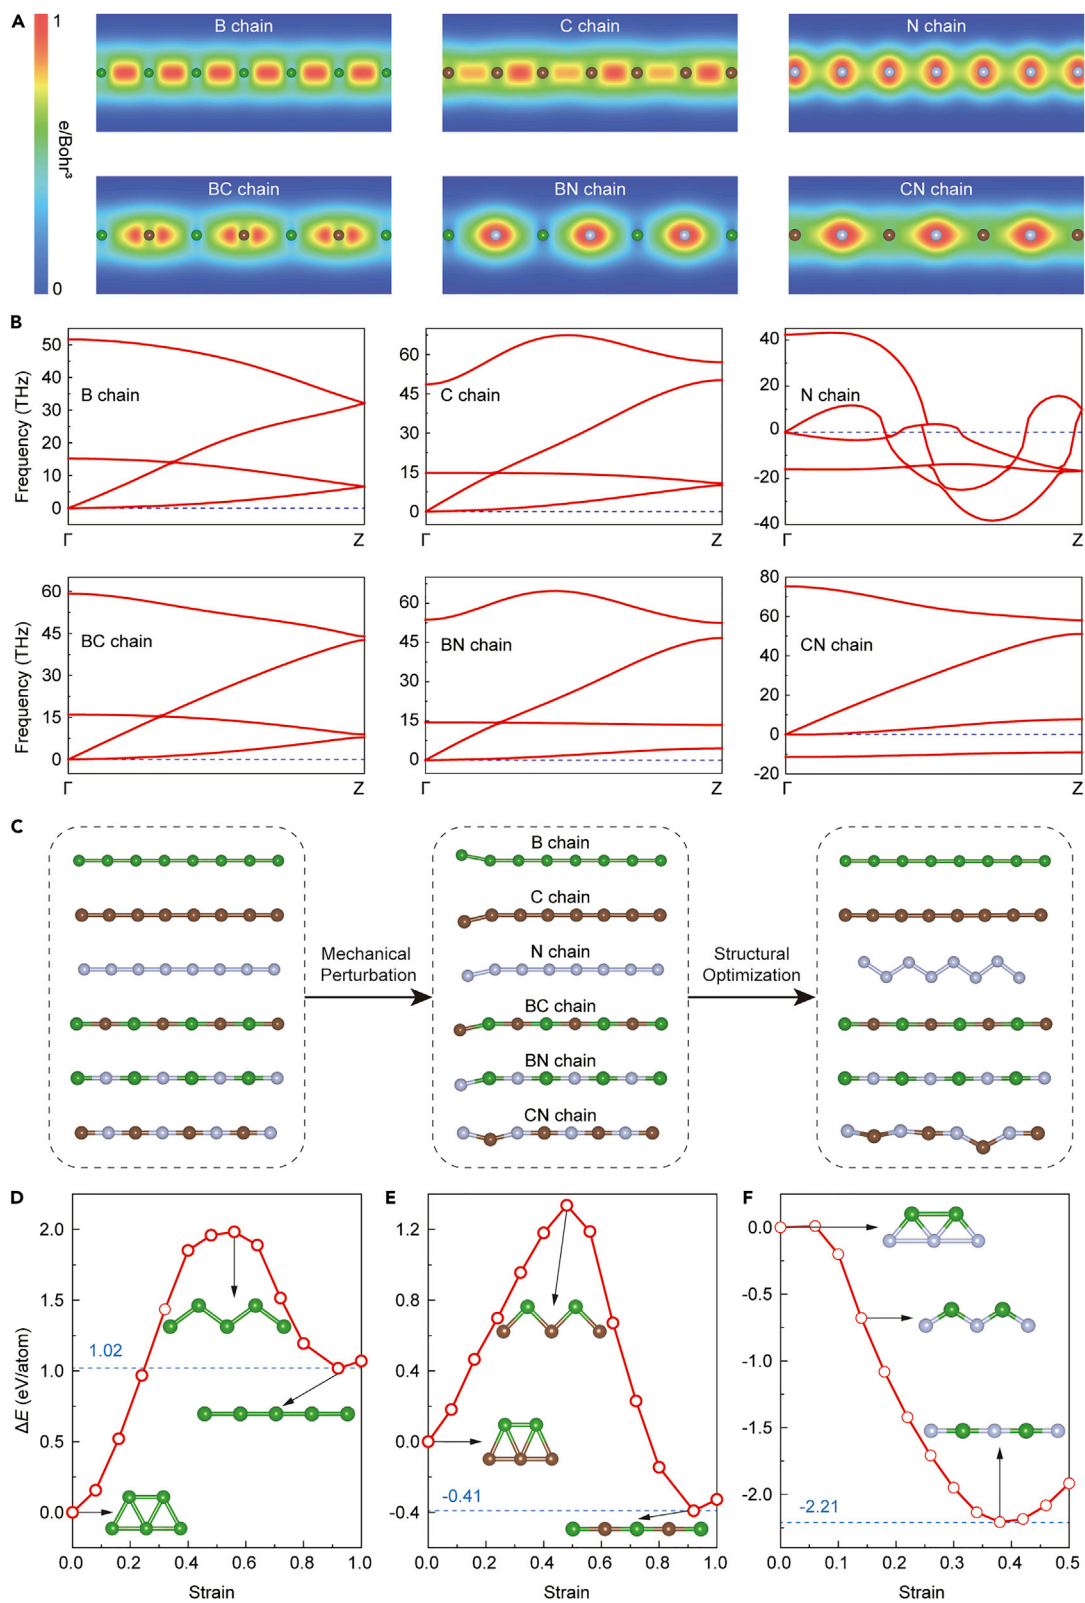 A
1
e/Bohr³
0
B chain
C chain
N chain
BC chain
BN chain
CN chain
B
Frequency (THz)
50
40
30
20
10
0
B chain
Γ
Z
60
45
30
15
0
C chain
Γ
Z
40
20
0
-20
-40
N chain
Γ
Z
Frequency (THz)
60
45
30
15
0
BC chain
Γ
Z
60
45
30
15
0
BN chain
Γ
Z
80
60
40
20
0
-20
CN chain
Γ
Z
C
Mechanical
Perturbation
B chain
C chain
N chain
BC chain
BN chain
CN chain
Structural
Optimization
D
ΔE (eV/atom)
2.0
1.5
1.0
0.5
0.0
1.02
0.0
0.2
0.4
0.6
0.8
1.0
Strain
E
1.2
0.8
0.4
0.0
-0.4
-0.41
0.0
0.2
0.4
0.6
0.8
1.0
Strain
F
0.0
-0.5
-1.0
-1.5
-2.0
-2.21
0.0
0.1
0.2
0.3
0.4
0.5
Strain